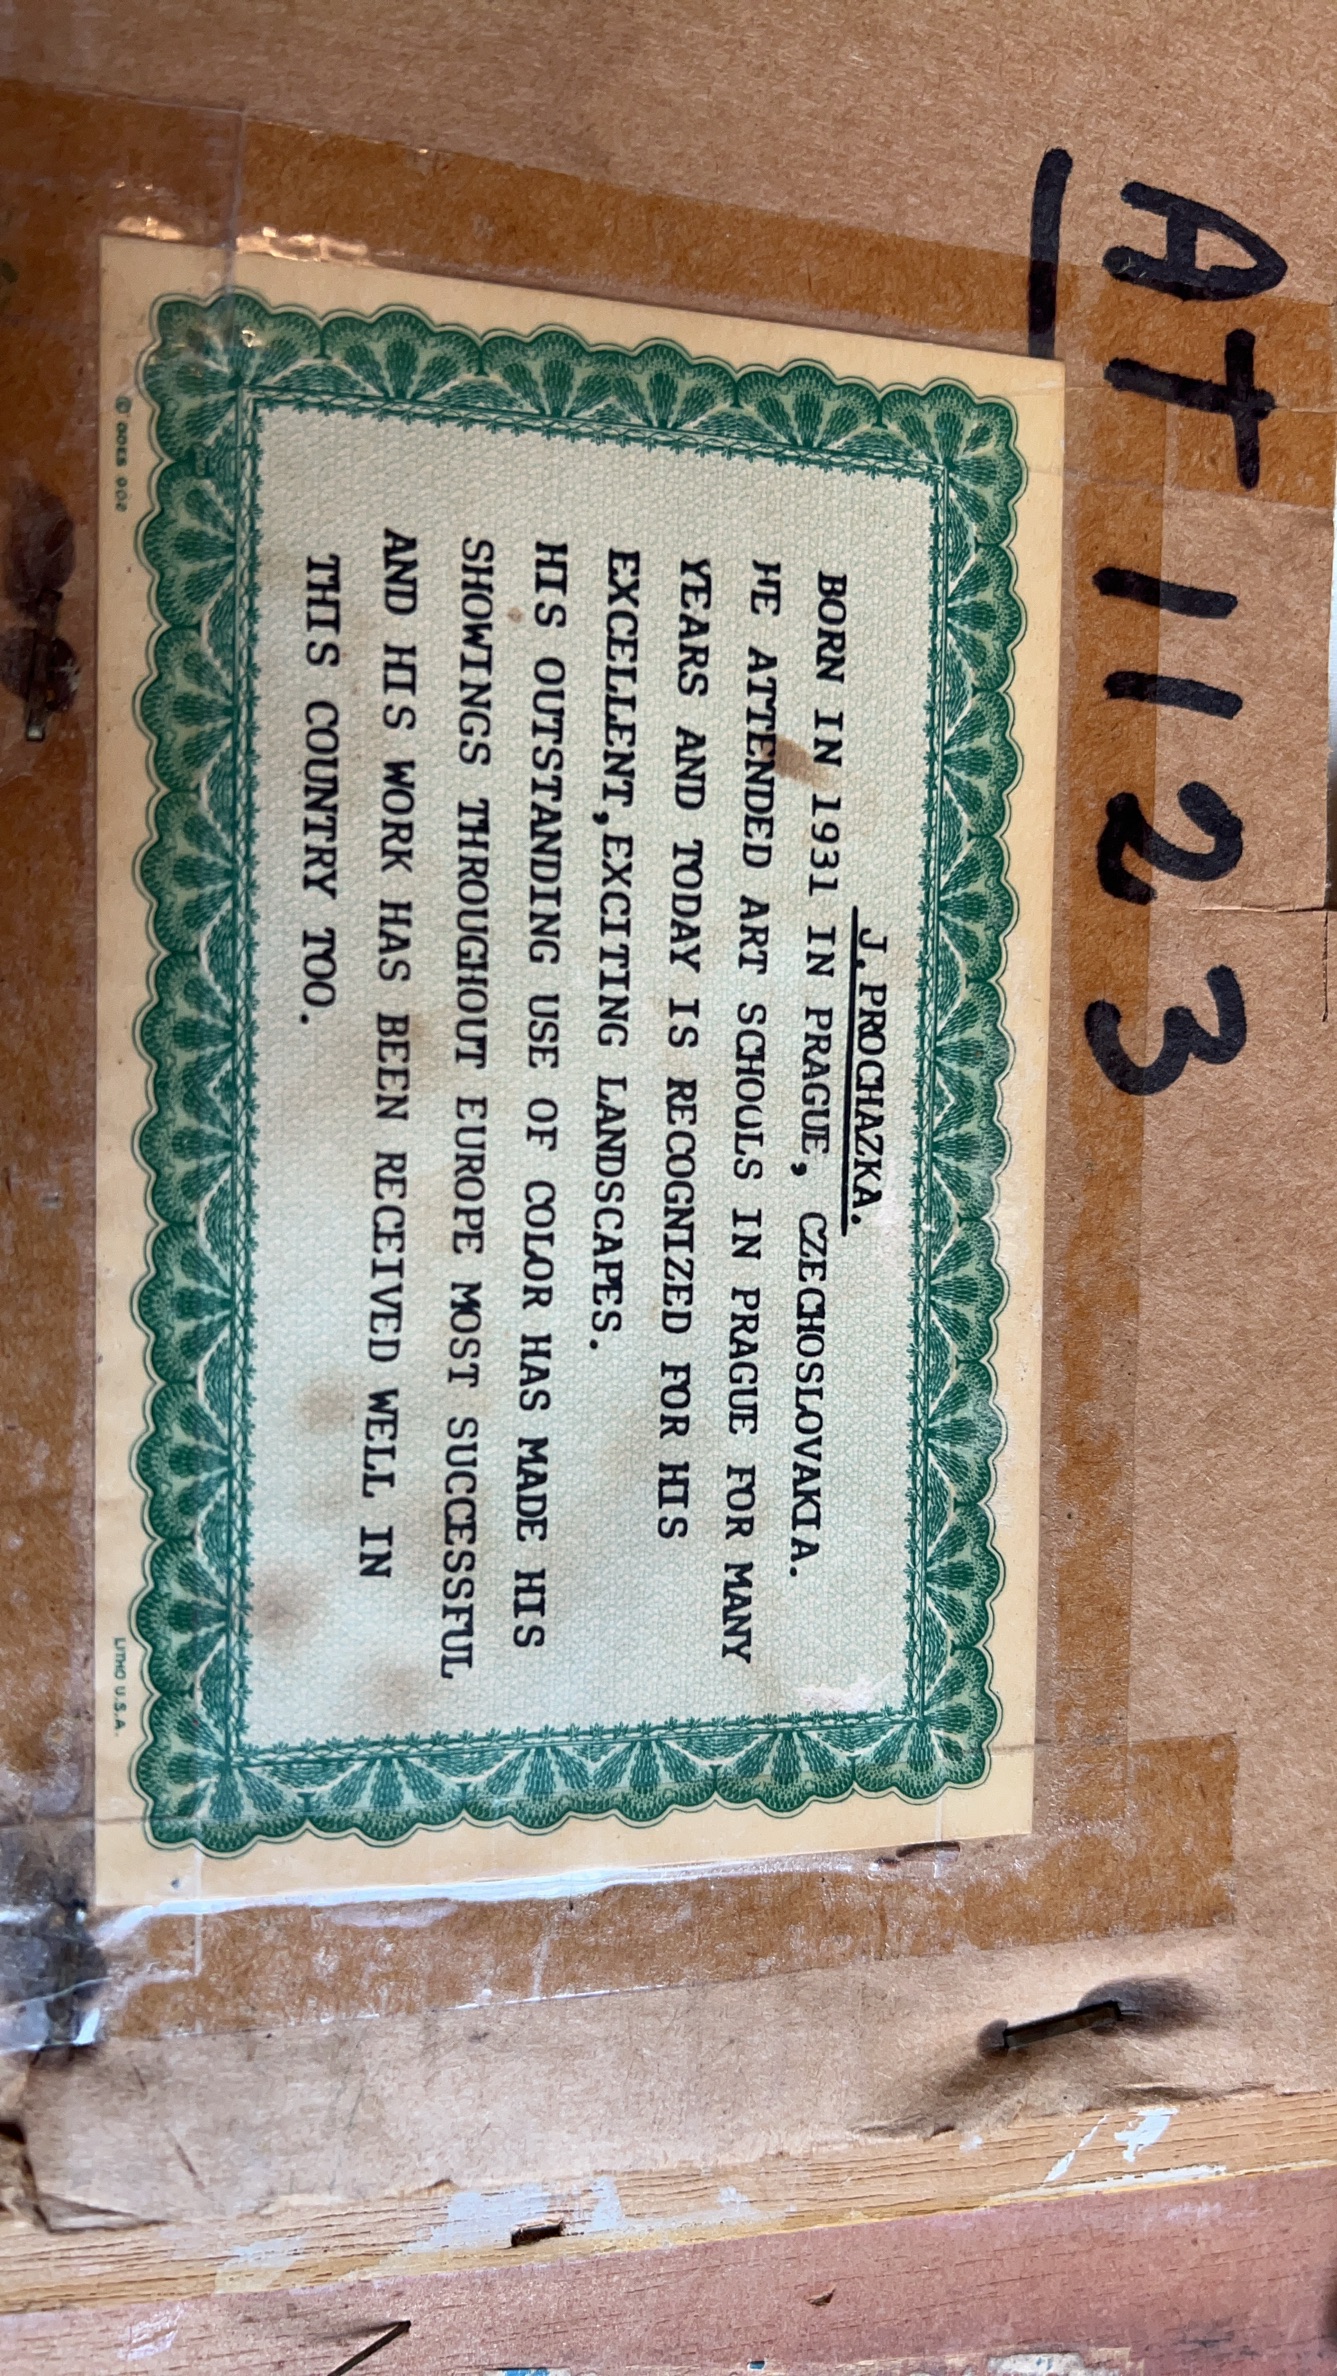 AT 1123
J. PROCHAZKA.
BORN IN 1931 IN PRAGUE, CZECHOSLOVAKIA.
HE ATTENDED ART SCHOOLS IN PRAGUE FOR MANY
YEARS AND TODAY IS RECOGNIZED FOR HIS
EXCELLENT,EXCITING LANDSCAPES.
HIS OUTSTANDING USE OF COLOR HAS MADE HIS
SHOWINGS THROUGHOUT EUROPE MOST SUCCESSFUL
AND HIS WORK HAS BEEN RECEIVED WELL IN
THIS COUNTRY TOO.
© GOES 902 LITHO U.S.A.